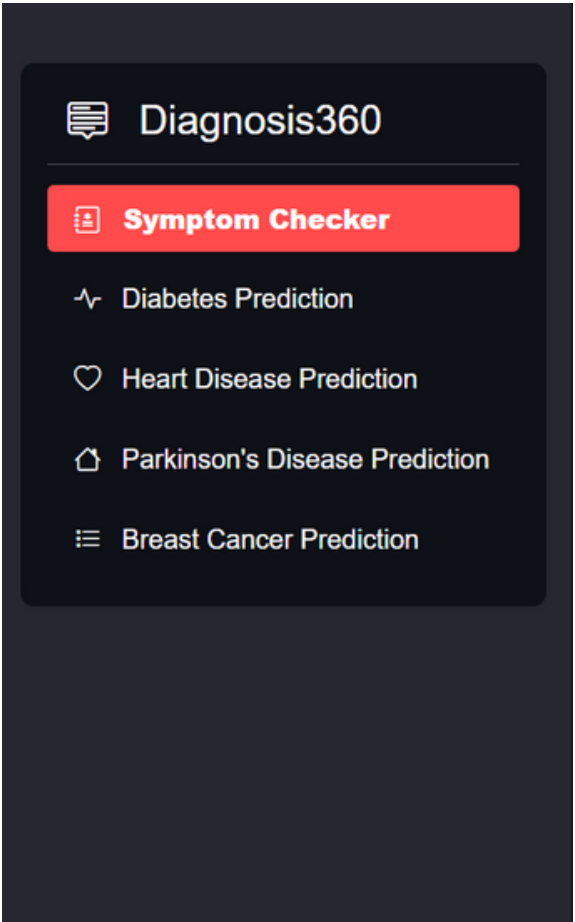 Diagnosis360
Symptom Checker
Diabetes Prediction
Heart Disease Prediction
Parkinson's Disease Prediction
Breast Cancer Prediction